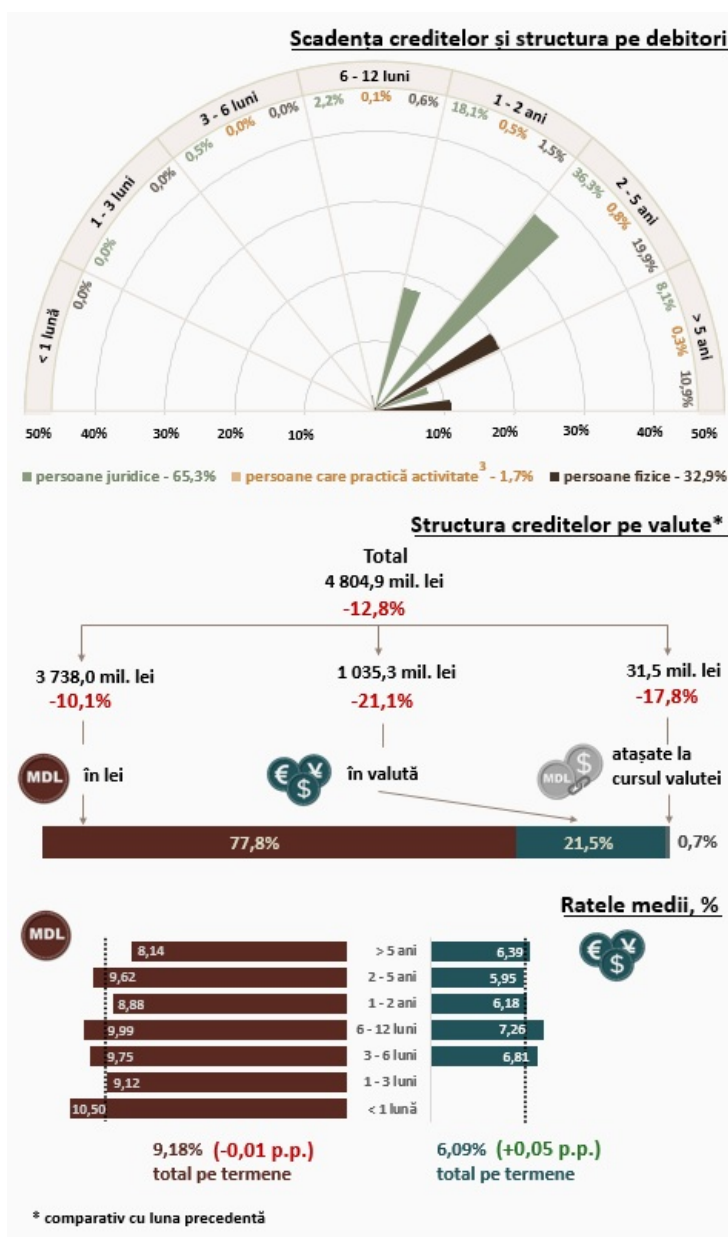 Scadența creditelor și structura pe debitori
< 1 lună
1 - 3 luni
3 - 6 luni
6 - 12 luni
1 - 2 ani
2 - 5 ani
> 5 ani
0,0%
0,0%
0,0%
0,5%
0,0%
0,0%
2,2%
0,1%
0,6%
18,1%
0,5%
1,5%
36,3%
0,8%
19,9%
8,1%
0,3%
10,9%
50% 40% 30% 20% 10% 10% 20% 30% 40% 50%
persoane juridice - 65,3% persoane care practică activitate³ - 1,7% persoane fizice - 32,9%
Structura creditelor pe valute*
Total
4 804,9 mil. lei
-12,8%
3 738,0 mil. lei 1 035,3 mil. lei 31,5 mil. lei
-10,1% -21,1% -17,8%
MDL în lei € ¥ $ în valută MDL $ atașate la
cursul valutei
77,8% 21,5% 0,7%
Ratele medii, %
MDL € ¥ $
8,14 > 5 ani 6,39
9,62 2 - 5 ani 5,95
8,88 1 - 2 ani 6,18
9,99 6 - 12 luni 7,26
9,75 3 - 6 luni 6,81
9,12 1 - 3 luni
10,50 < 1 lună
9,18% (-0,01 p.p.) 6,09% (+0,05 p.p.)
total pe termene total pe termene
* comparativ cu luna precedentă